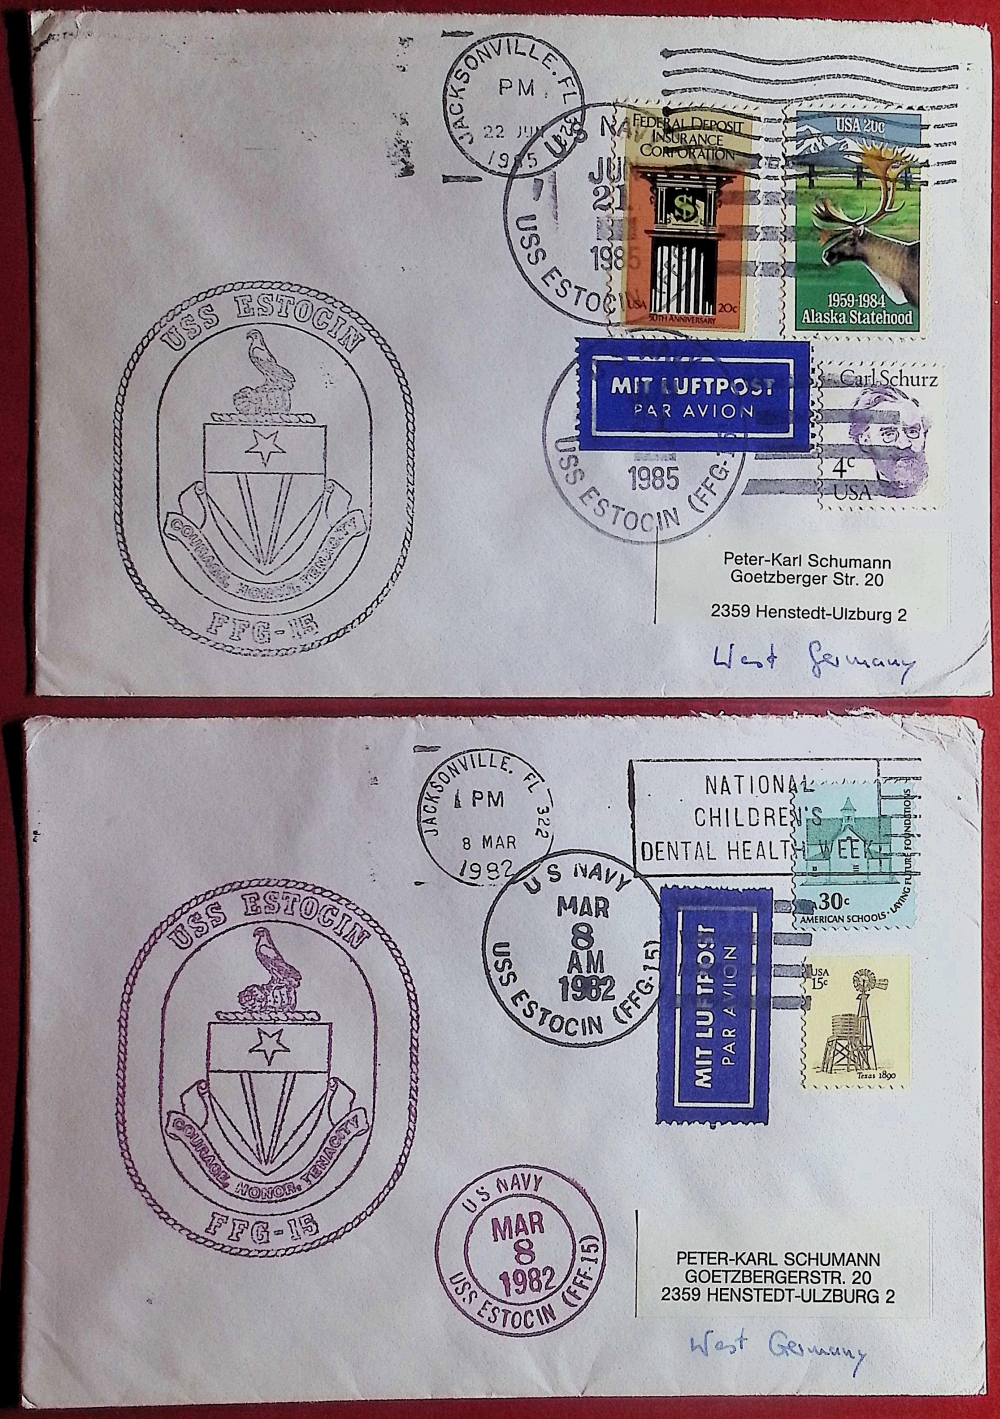 JACKSONVILLE, FL 322
PM
22 JUN
1985
US NAVY
JUN
21
1985
USS ESTOCIN
FEDERAL DEPOSIT
INSURANCE
CORPORATION
$
USA 20c
50TH ANNIVERSARY
USA 20c
1959-1984
Alaska Statehood
MIT LUFTPOST
PAR AVION
1985
USS ESTOCIN (FFG-15
Carl Schurz
4c
USA
USS ESTOCIN
COURAGE, HONOR, TENACITY
FFG-15
Peter-Karl Schumann
Goetzberger Str. 20
2359 Henstedt-Ulzburg 2
West Germany
JACKSONVILLE, FL 322
PM
8 MAR
1982
NATIONAL
CHILDREN'S
DENTAL HEALTH WEEK
30c
AMERICAN SCHOOLS · LAYING FUTURE FOUNDATIONS
US NAVY
MAR
8
AM
1982
USS ESTOCIN (FFG-15)
MIT LUFTPOST
PAR AVION
USA
15c
Texas 1890
USS ESTOCIN
COURAGE, HONOR, TENACITY
FFG-15
US NAVY
MAR
8
1982
USS ESTOCIN (FFF-15)
PETER-KARL SCHUMANN
GOETZBERGERSTR. 20
2359 HENSTEDT-ULZBURG 2
West Germany